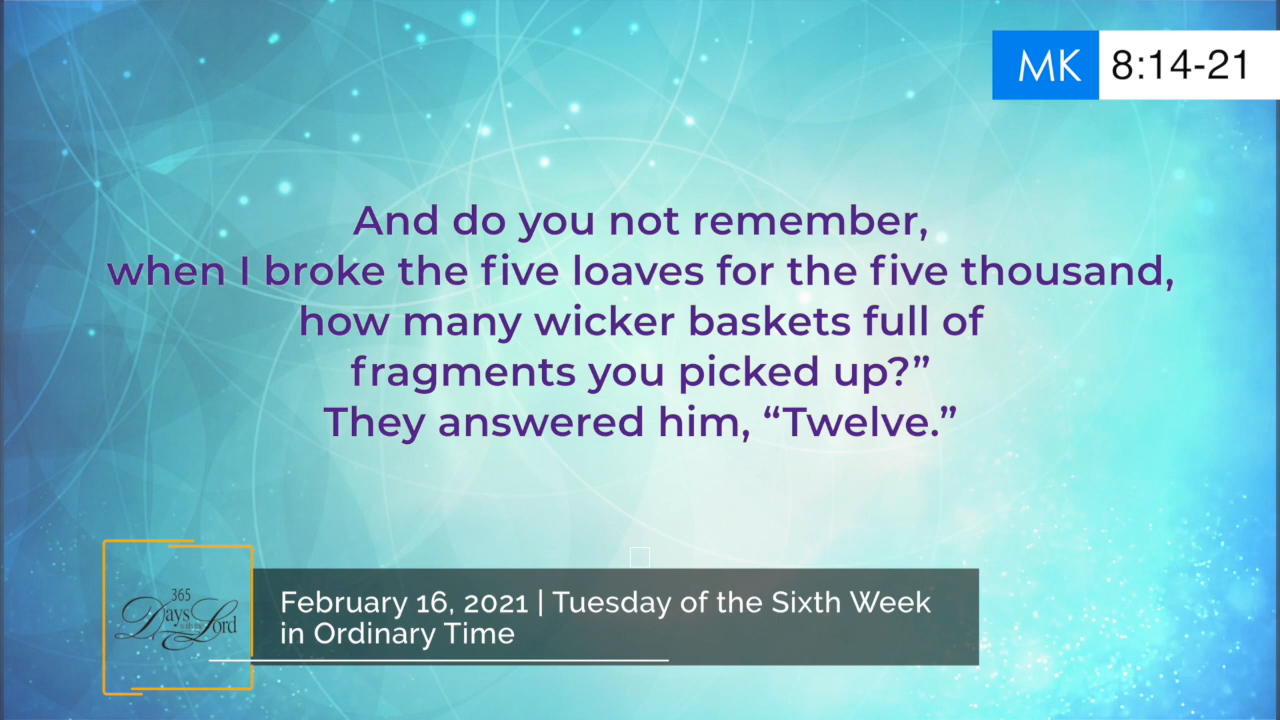 MK 8:14-21
And do you not remember,
when I broke the five loaves for the five thousand,
how many wicker baskets full of
fragments you picked up?”
They answered him, “Twelve.”
365
Days with the Lord
February 16, 2021 | Tuesday of the Sixth Week
in Ordinary Time